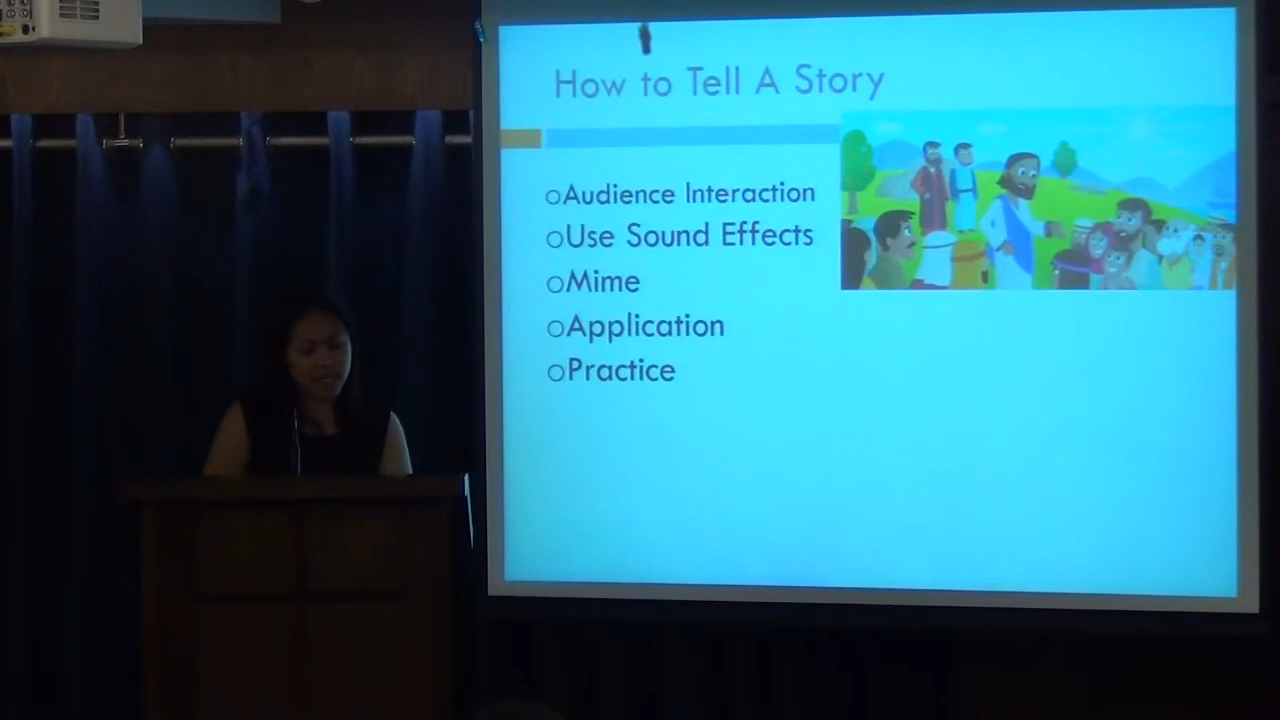 How to Tell A Story
Audience Interaction
Use Sound Effects
Mime
Application
Practice